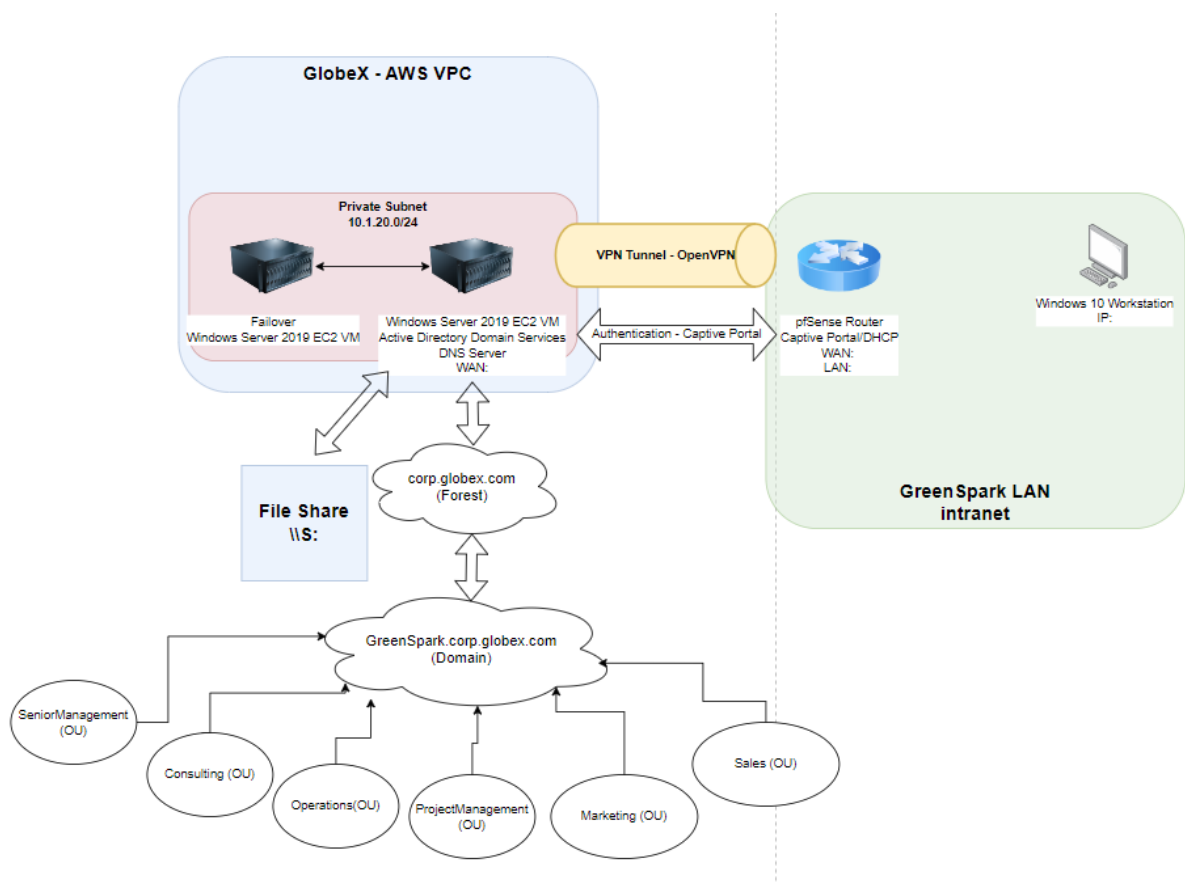 GlobeX - AWS VPC
Private Subnet
10.1.20.0/24
Failover
Windows Server 2019 EC2 VM
Windows Server 2019 EC2 VM
Active Directory Domain Services
DNS Server
WAN:
VPN Tunnel - OpenVPN
Authentication - Captive Portal
pfSense Router
Captive Portal/DHCP
WAN:
LAN:
Windows 10 Workstation
IP:
GreenSpark LAN
intranet
File Share
\\S:
corp.globex.com
(Forest)
GreenSpark.corp.globex.com
(Domain)
SeniorManagement
(OU)
Consulting (OU)
Operations(OU)
ProjectManagement
(OU)
Marketing (OU)
Sales (OU)